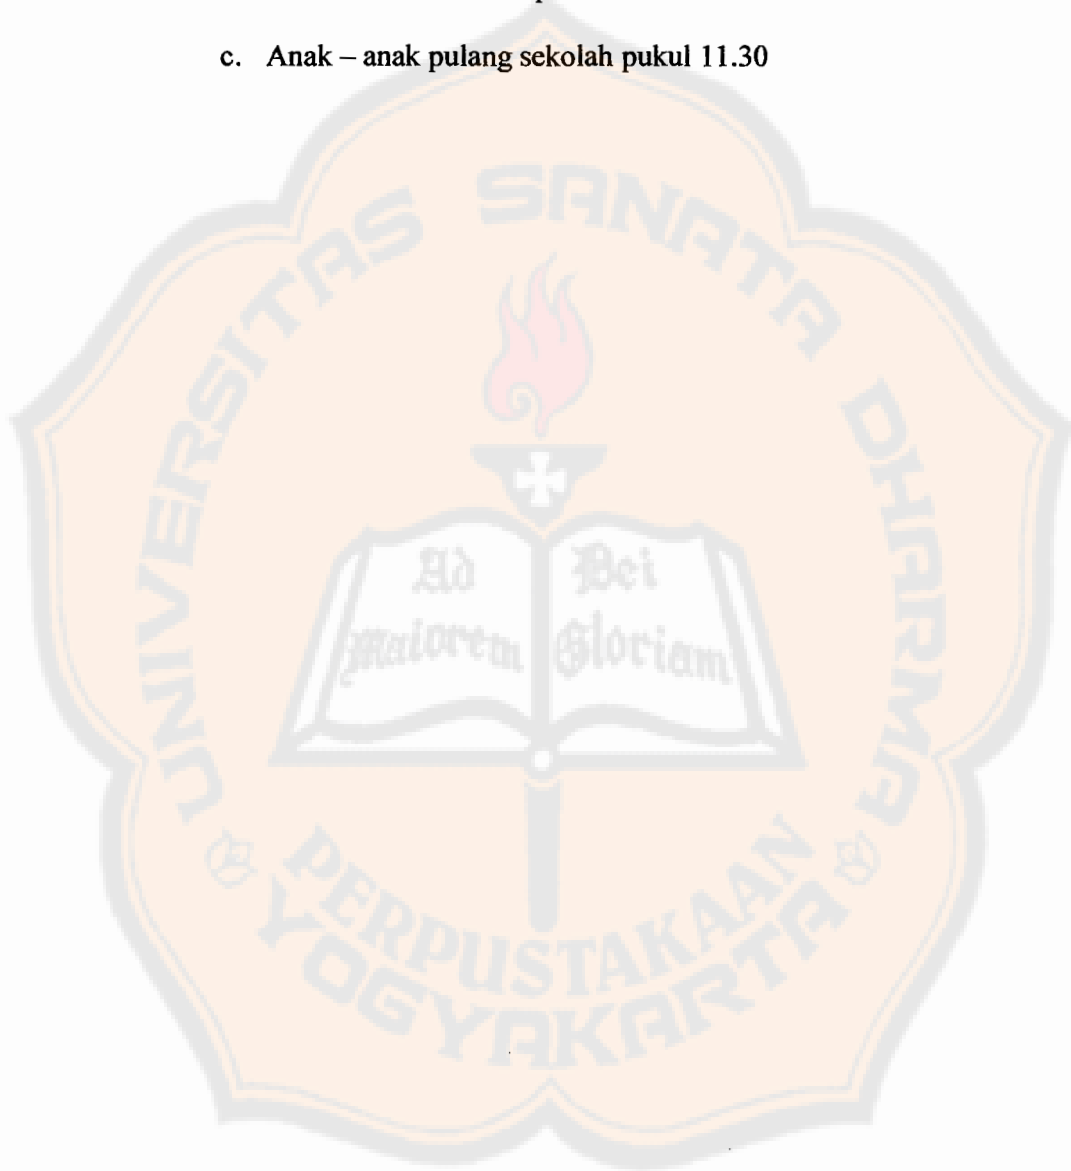 c. Anak – anak pulang sekolah pukul 11.30
UNIVERSITAS SANATA DHARMA
Ad Dei
Maiorem Gloriam
PERPUSTAKAAN
YOGYAKARTA